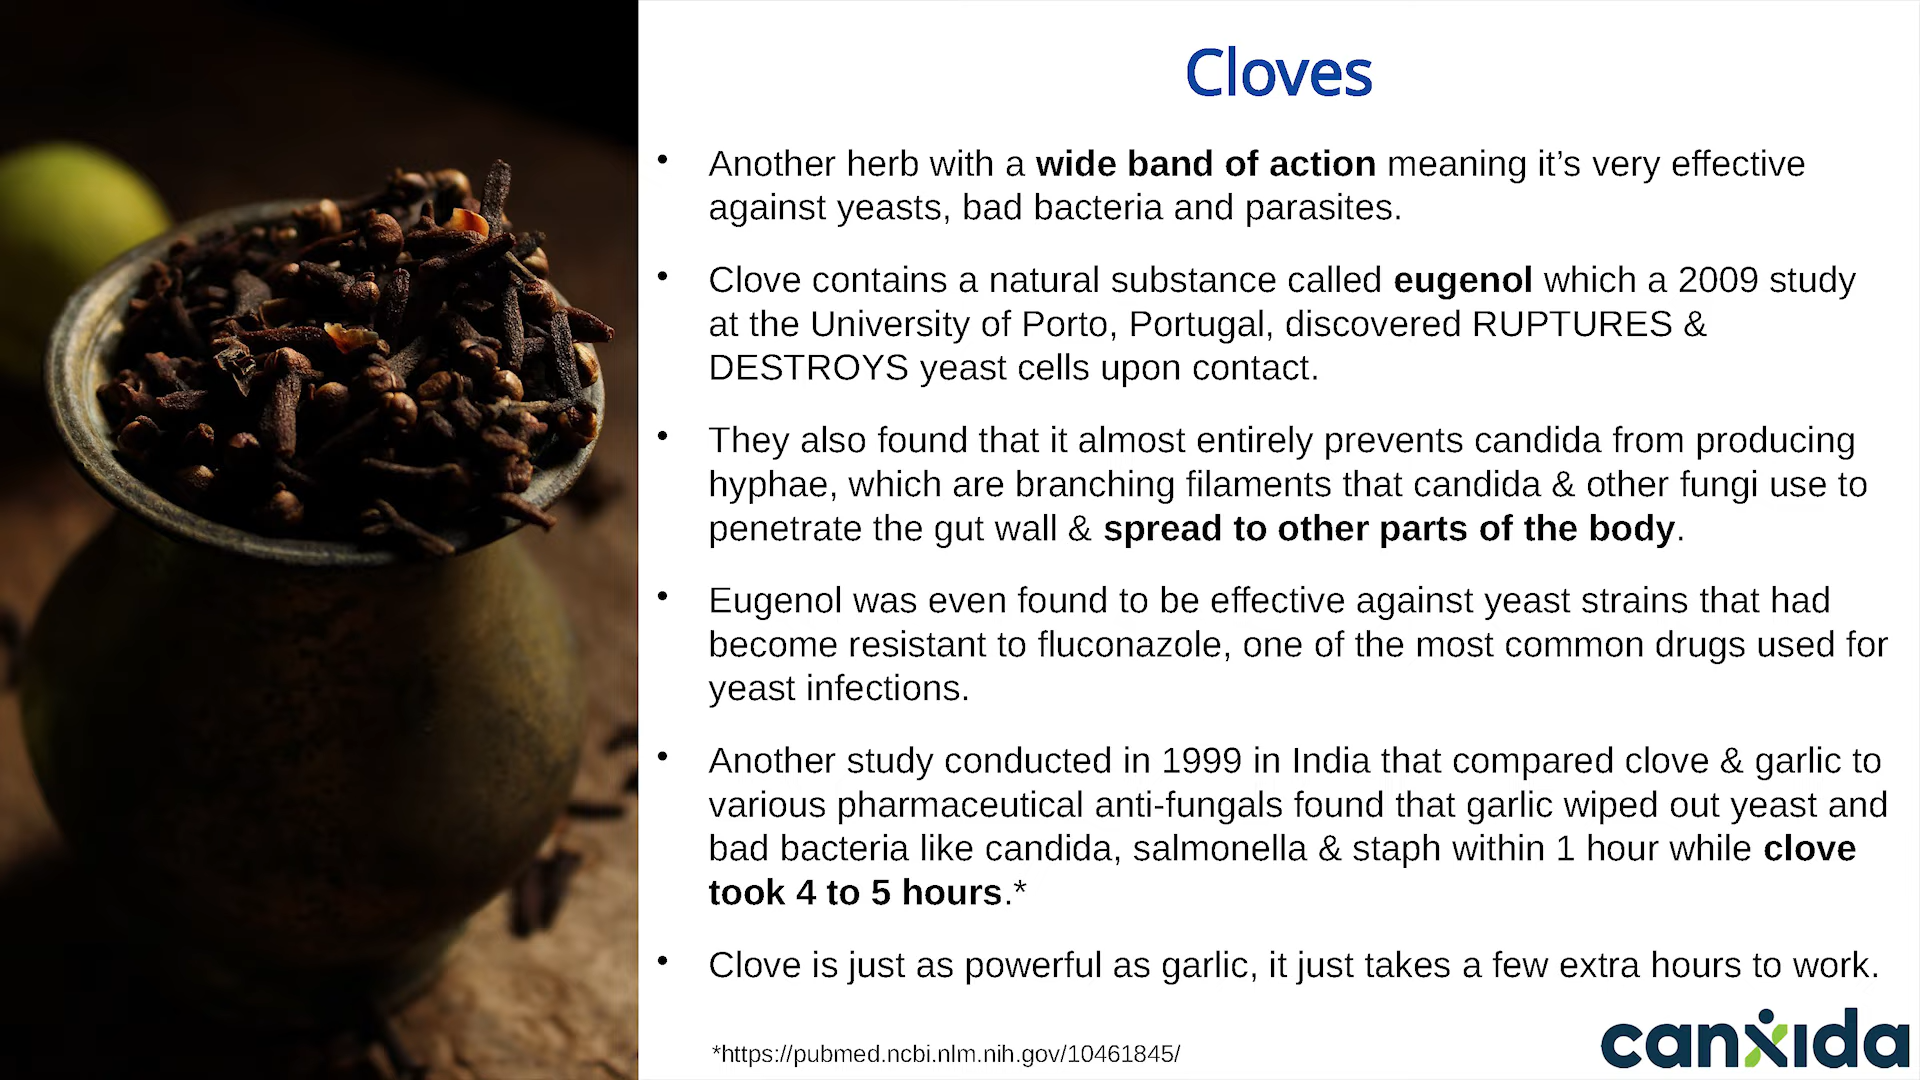 Cloves
• Another herb with a wide band of action meaning it’s very effective
against yeasts, bad bacteria and parasites.
• Clove contains a natural substance called eugenol which a 2009 study
at the University of Porto, Portugal, discovered RUPTURES &
DESTROYS yeast cells upon contact.
• They also found that it almost entirely prevents candida from producing
hyphae, which are branching filaments that candida & other fungi use to
penetrate the gut wall & spread to other parts of the body.
• Eugenol was even found to be effective against yeast strains that had
become resistant to fluconazole, one of the most common drugs used for
yeast infections.
• Another study conducted in 1999 in India that compared clove & garlic to
various pharmaceutical anti-fungals found that garlic wiped out yeast and
bad bacteria like candida, salmonella & staph within 1 hour while clove
took 4 to 5 hours.*
• Clove is just as powerful as garlic, it just takes a few extra hours to work.
*https://pubmed.ncbi.nlm.nih.gov/10461845/
canxida